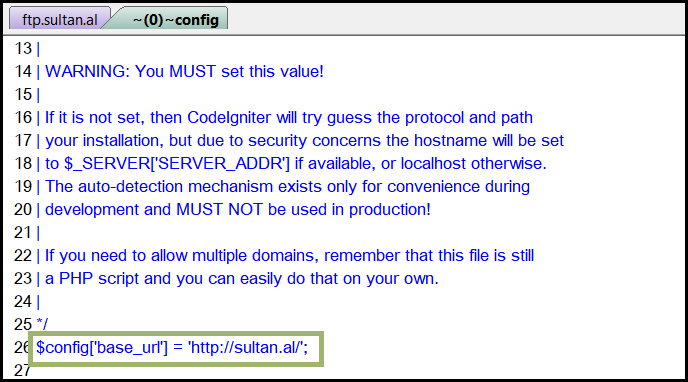 ftp.sultan.al ~(0)~config
13 |
14 | WARNING: You MUST set this value!
15 |
16 | If it is not set, then CodeIgniter will try guess the protocol and path
17 | your installation, but due to security concerns the hostname will be set
18 | to $_SERVER['SERVER_ADDR'] if available, or localhost otherwise.
19 | The auto-detection mechanism exists only for convenience during
20 | development and MUST NOT be used in production!
21 |
22 | If you need to allow multiple domains, remember that this file is still
23 | a PHP script and you can easily do that on your own.
24 |
25 */
26 $config['base_url'] = 'http://sultan.al/';
27